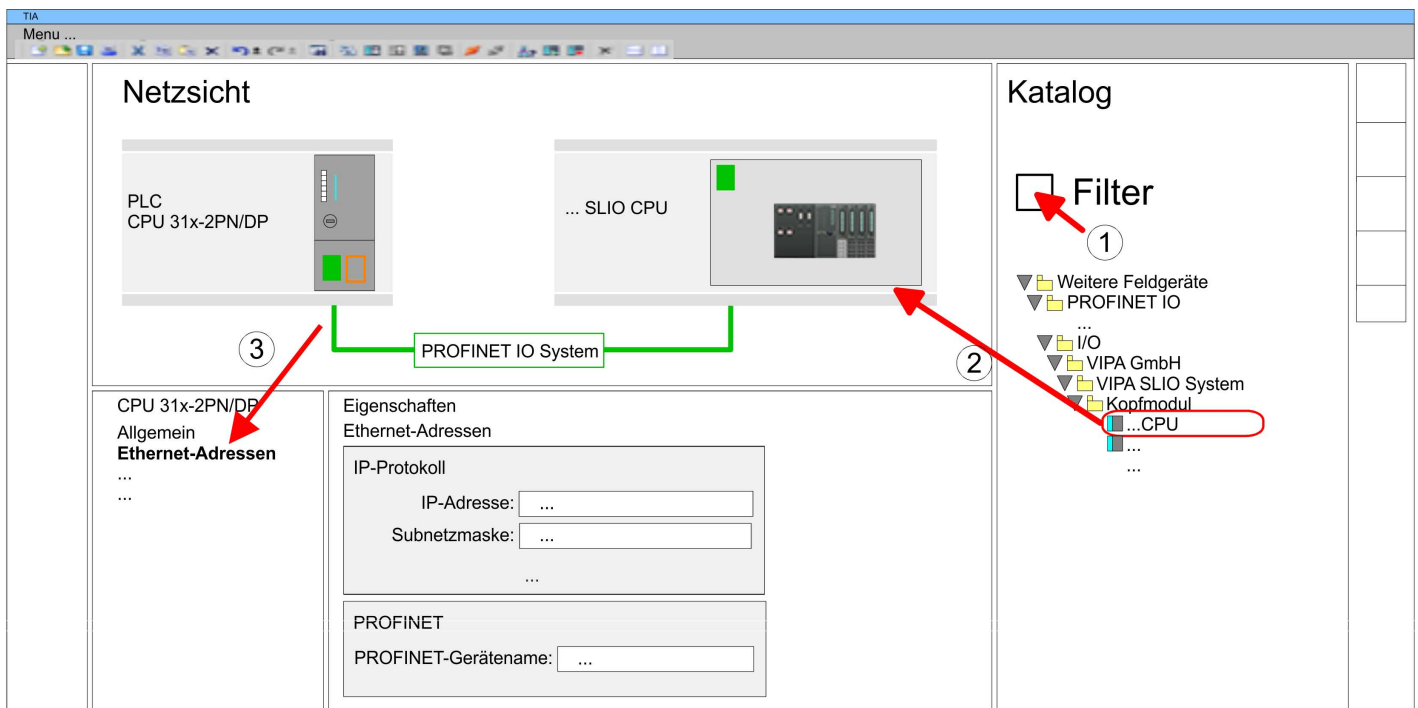 TIA
Menu ...
Netzsicht
PLC
CPU 31x-2PN/DP
... SLIO CPU
PROFINET IO System
3
2
Katalog
Filter
1
Weitere Feldgeräte
PROFINET IO
...
I/O
VIPA GmbH
VIPA SLIO System
Kopfmodul
...CPU
...
...
CPU 31x-2PN/DP
Allgemein
Ethernet-Adressen
...
...
Eigenschaften
Ethernet-Adressen
IP-Protokoll
IP-Adresse: ...
Subnetzmaske: ...
...
PROFINET
PROFINET-Gerätename: ...